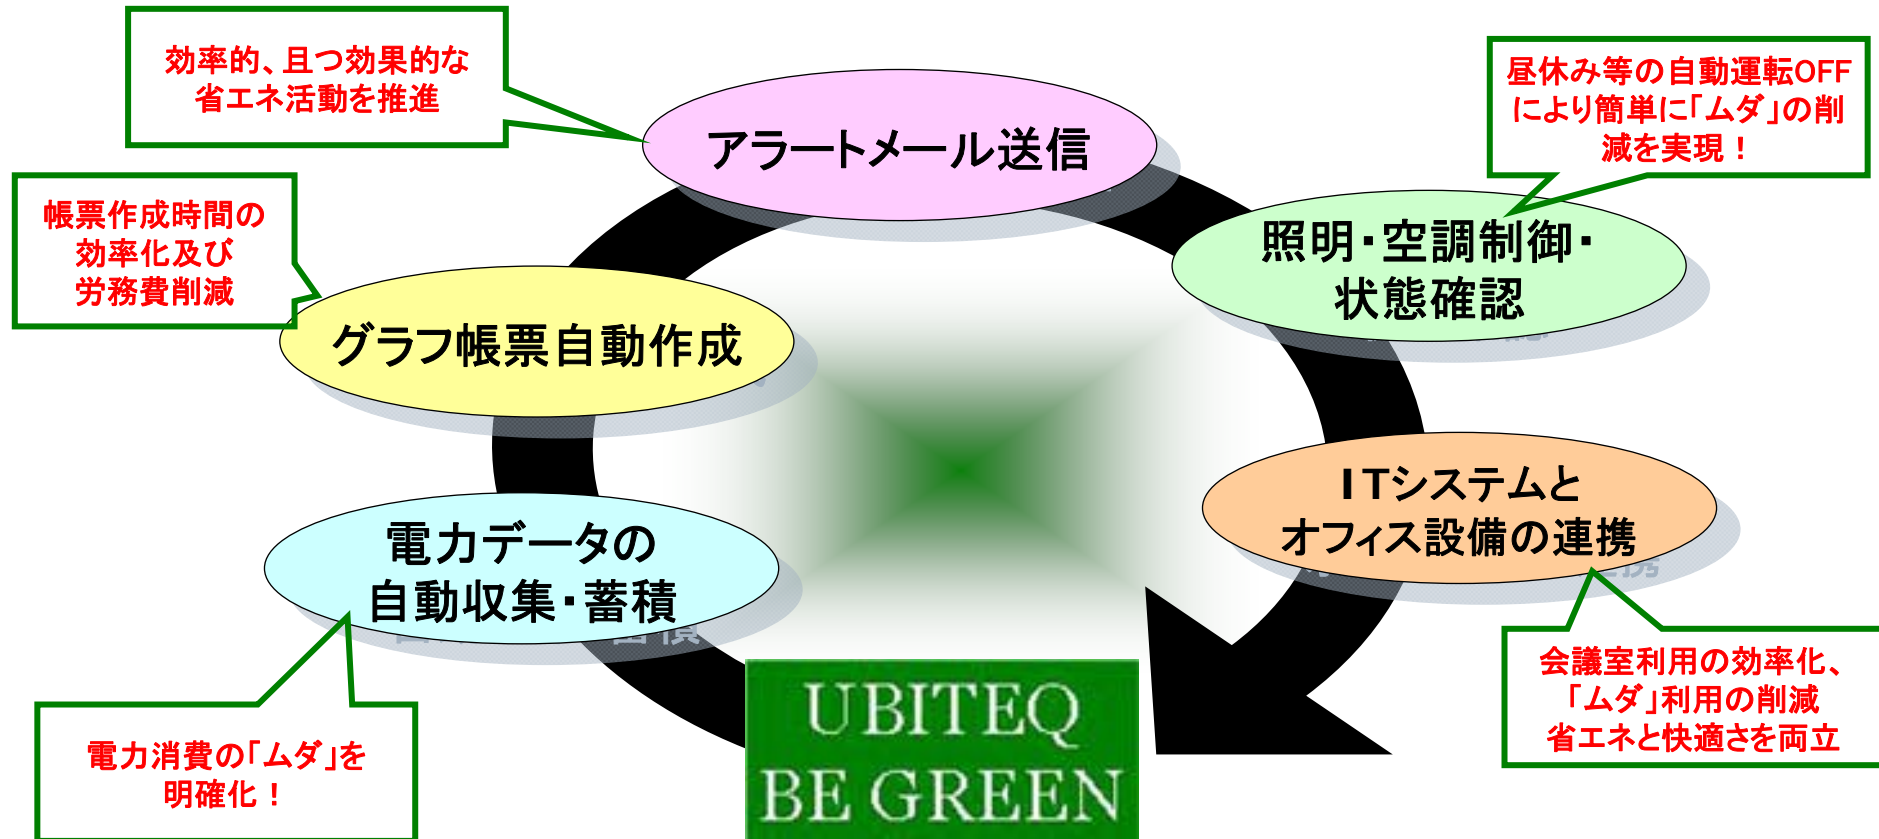 効率的、且つ効果的な
省エネ活動を推進
アラートメール送信
昼休み等の自動運転OFF
により簡単に「ムダ」の削
減を実現！
帳票作成時間の
効率化及び
労務費削減
照明・空調制御・
状態確認
グラフ帳票自動作成
ITシステムと
オフィス設備の連携
電力データの
自動収集・蓄積
会議室利用の効率化、
「ムダ」利用の削減
省エネと快適さを両立
電力消費の「ムダ」を
明確化！
UBITEQ
BE GREEN